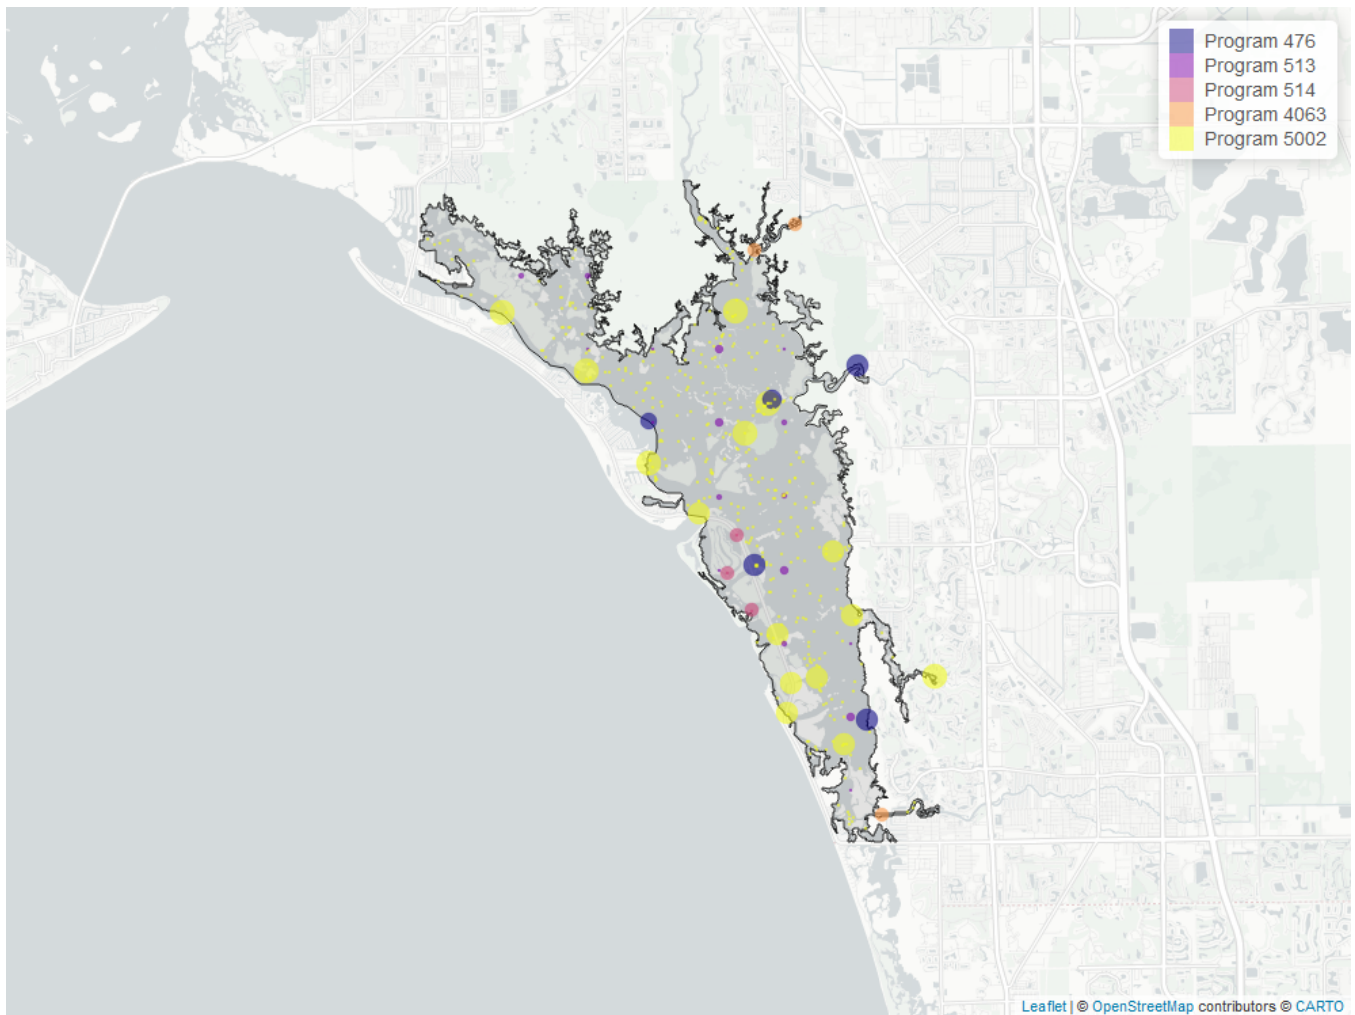 Program 476
Program 513
Program 514
Program 4063
Program 5002
Leaflet | © OpenStreetMap contributors © CARTO